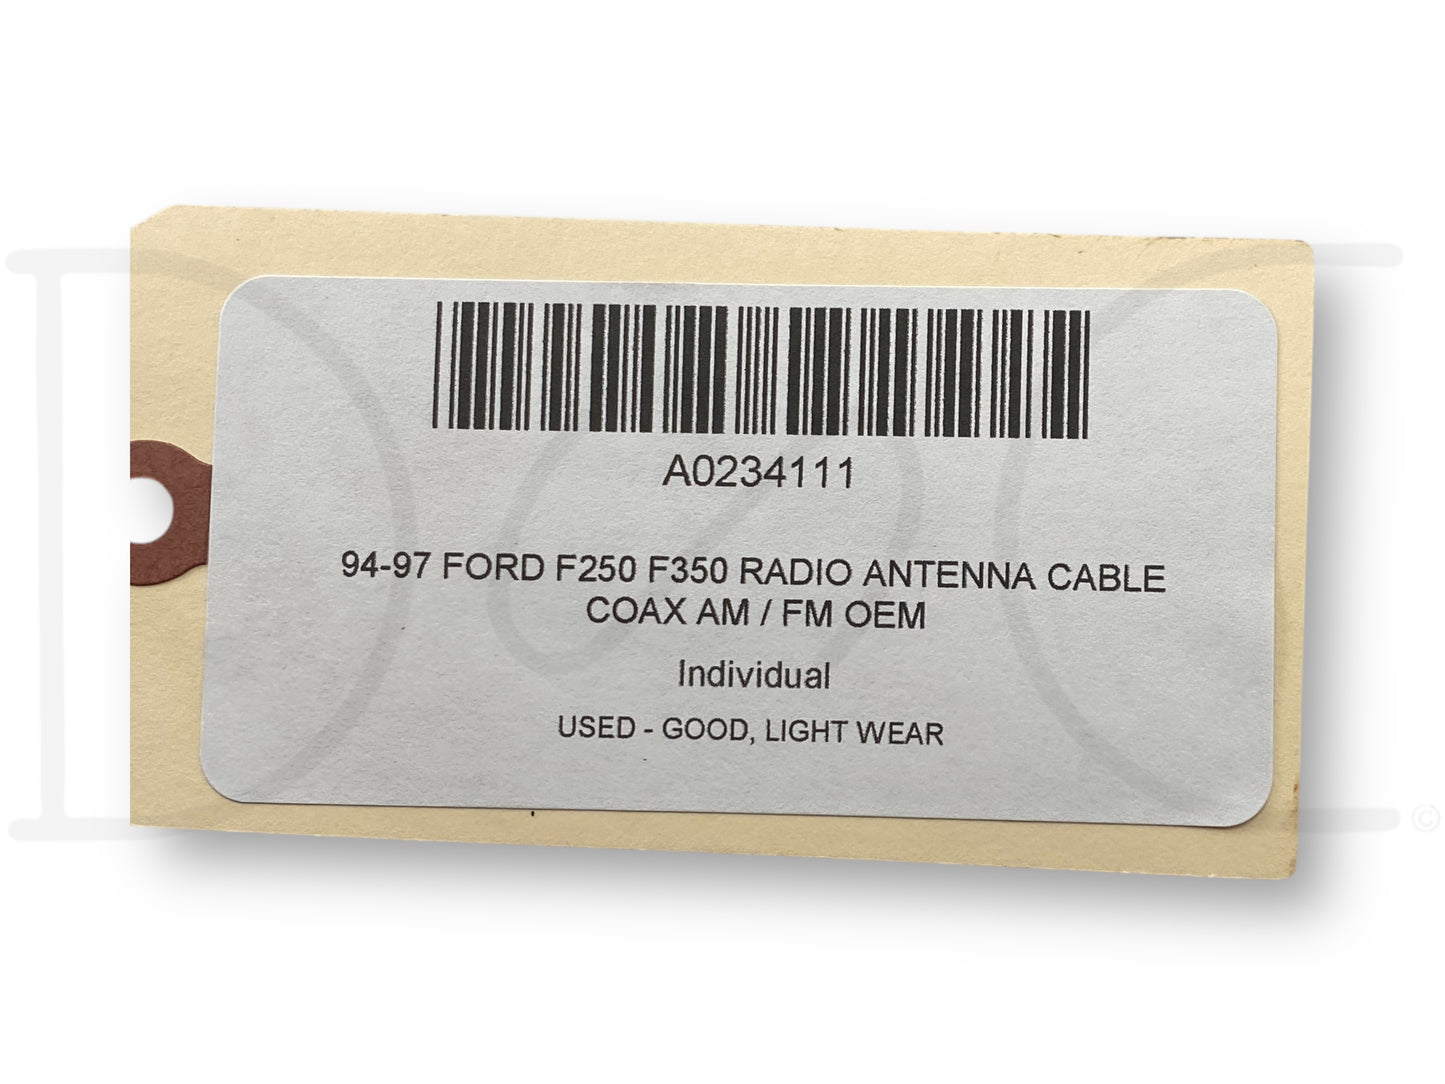 A0234111
94-97 FORD F250 F350 RADIO ANTENNA CABLE
COAX AM / FM OEM
Individual
USED - GOOD, LIGHT WEAR
©